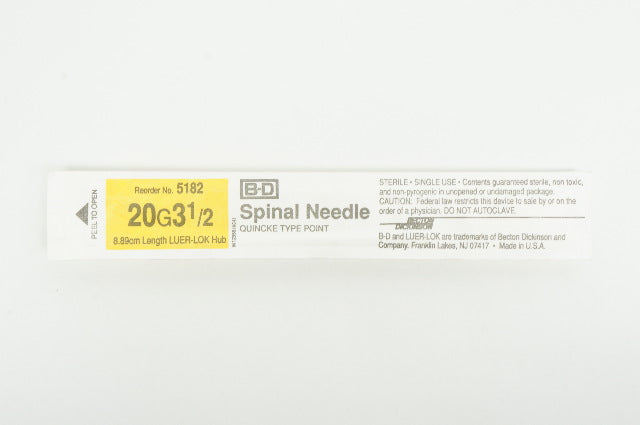 PEEL TO OPEN
Reorder No. 5182
20G3 1/2
8.89cm Length LUER-LOK Hub
B-D
Spinal Needle
QUINCKE TYPE POINT
STERILE • SINGLE USE • Contents guaranteed sterile, non toxic,
and non-pyrogenic in unopened or undamaged package.
CAUTION: Federal law restricts this device to sale by or on the
order of a physician. DO NOT AUTOCLAVE.
BECTON
DICKINSON
B-D and LUER-LOK are trademarks of Becton Dickinson and
Company. Franklin Lakes, NJ 07417 • Made in U.S.A.